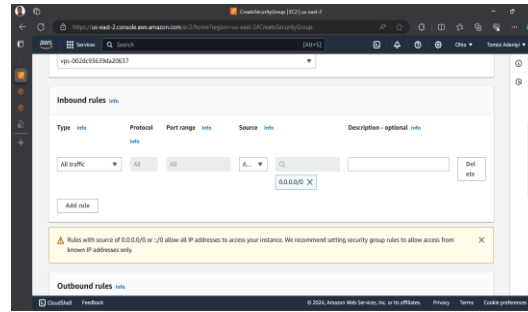 CreateSecurityGroup | EC2 | us-east-2
https://us-east-2.console.aws.amazon.com/ec2/home?region=us-east-2#CreateSecurityGroup:
aws Services Search [Alt+S] Ohio Tomisi Adeniyi
vpc-002dc93639da20637
Inbound rules Info
Type Info Protocol Info Port range Info Source Info Description - optional Info
All traffic All All A... Delete
0.0.0.0/0
Add rule
Rules with source of 0.0.0.0/0 or ::/0 allow all IP addresses to access your instance. We recommend setting security group rules to allow access from
known IP addresses only.
Outbound rules Info
CloudShell Feedback © 2024, Amazon Web Services, Inc. or its affiliates. Privacy Terms Cookie preferences